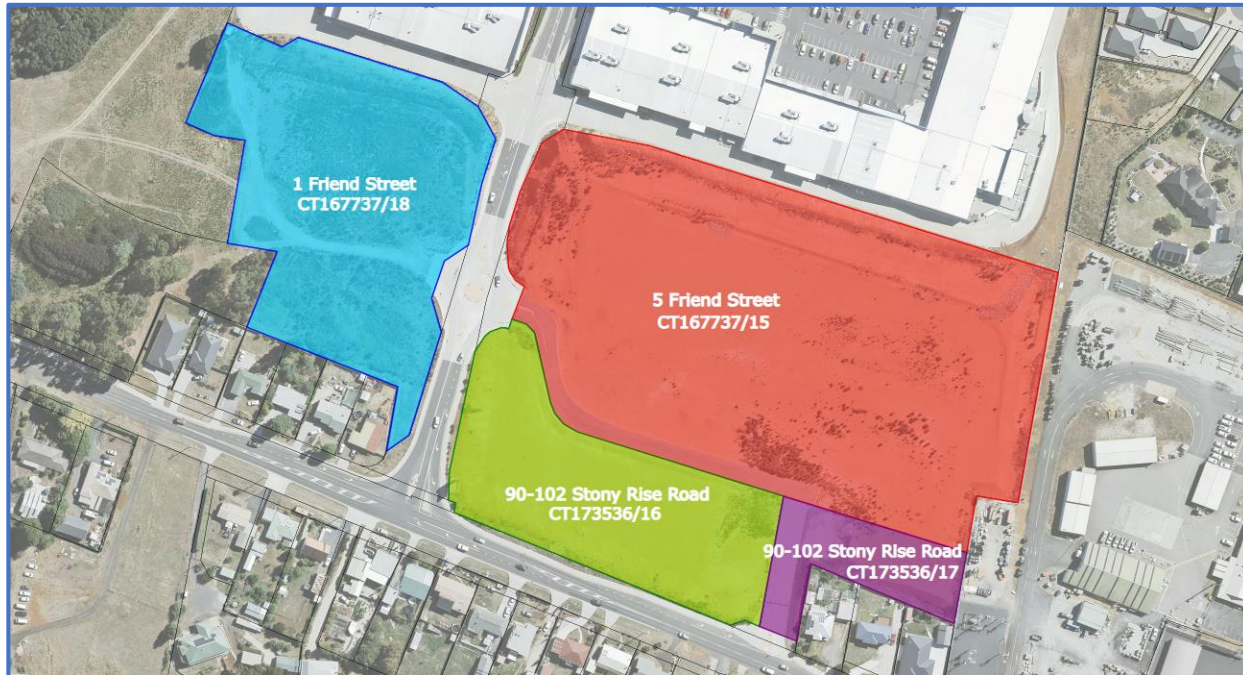 1 Friend Street
CT167737/18
5 Friend Street
CT167737/15
90-102 Stony Rise Road
CT173536/16
90-102 Stony Rise Road
CT173536/17